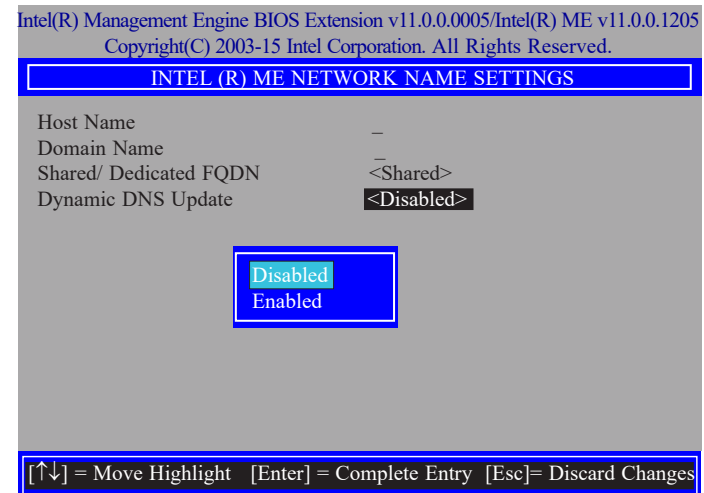 Intel(R) Management Engine BIOS Extension v11.0.0.0005/Intel(R) ME v11.0.0.1205
Copyright(C) 2003-15 Intel Corporation. All Rights Reserved.
INTEL (R) ME NETWORK NAME SETTINGS
Host Name _
Domain Name _
Shared/ Dedicated FQDN <Shared>
Dynamic DNS Update <Disabled>
Disabled
Enabled
[↑↓] = Move Highlight [Enter] = Complete Entry [Esc]= Discard Changes